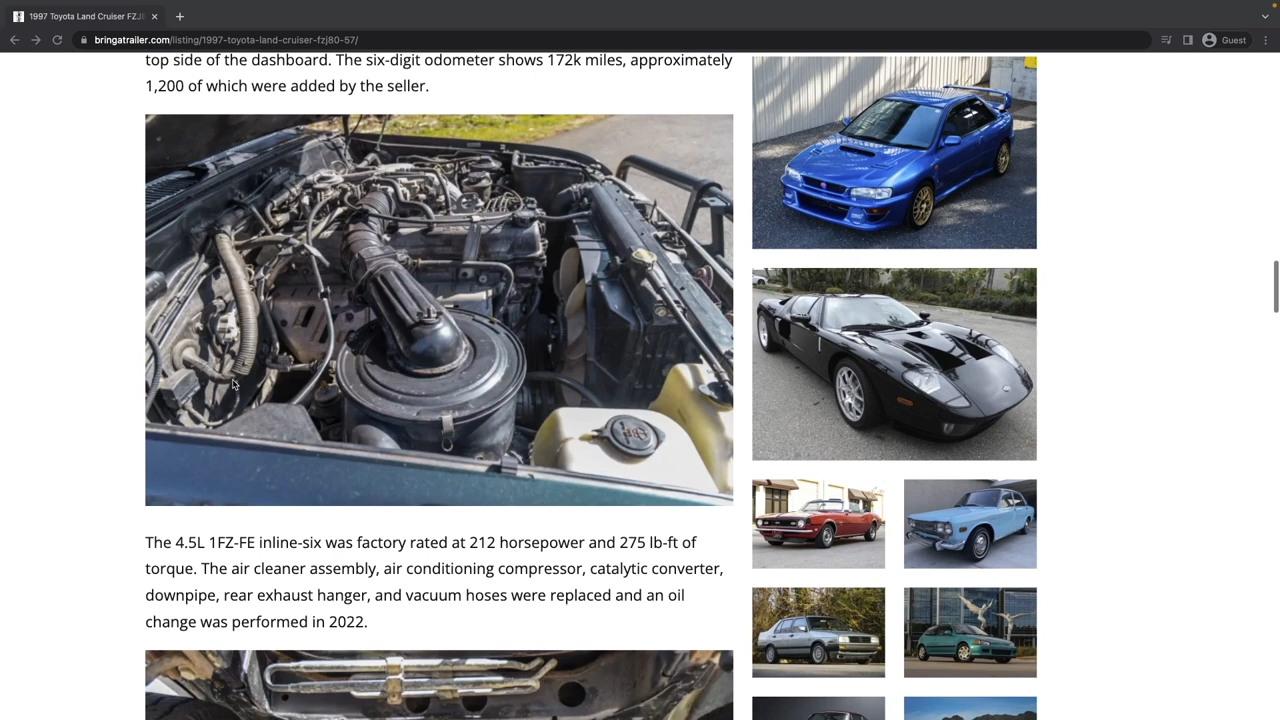 1997 Toyota Land Cruiser FZJ8
bringatrailer.com/listing/1997-toyota-land-cruiser-fzj80-57/
Guest
top side of the dashboard. The six-digit odometer shows 172k miles, approximately
1,200 of which were added by the seller.
The 4.5L 1FZ-FE inline-six was factory rated at 212 horsepower and 275 lb-ft of
torque. The air cleaner assembly, air conditioning compressor, catalytic converter,
downpipe, rear exhaust hanger, and vacuum hoses were replaced and an oil
change was performed in 2022.